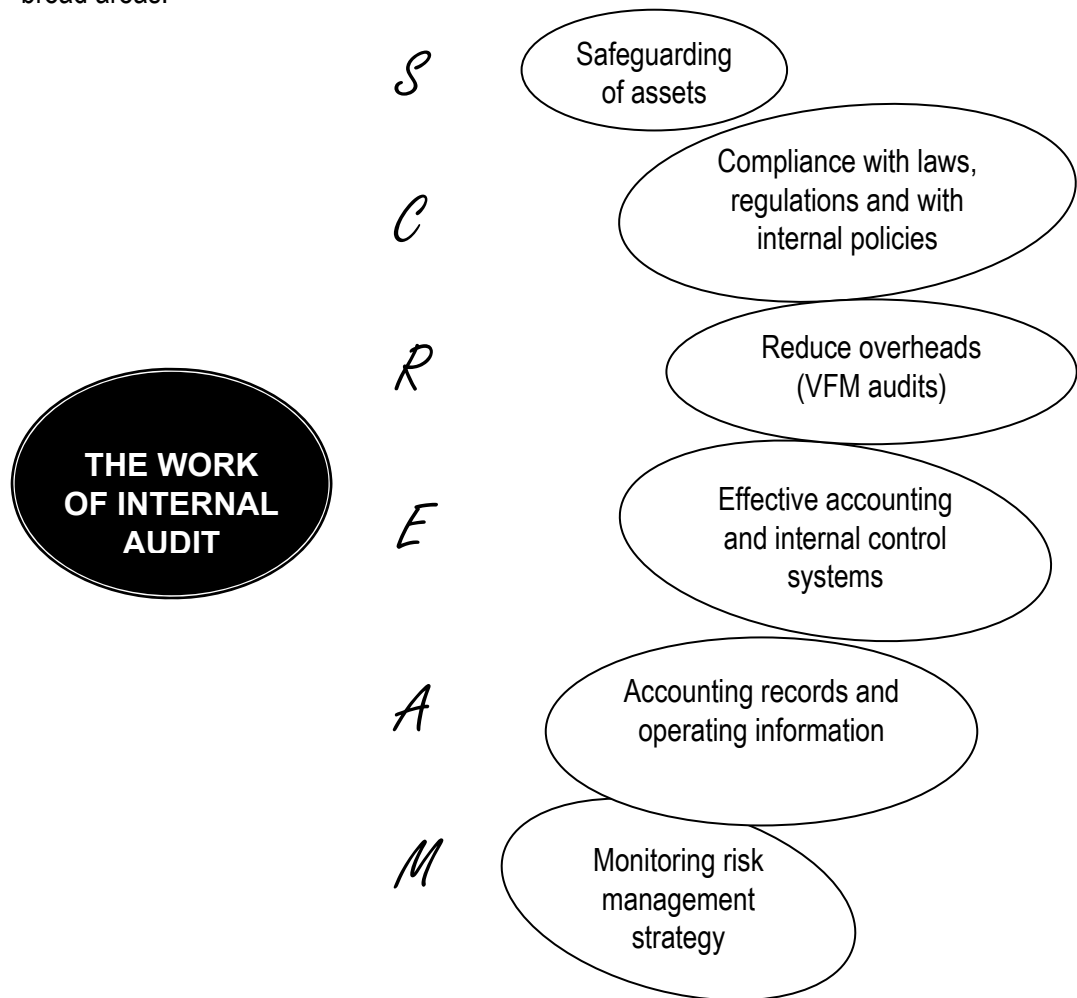 broad areas.
S
Safeguarding
of assets
C
Compliance with laws,
regulations and with
internal policies
R
Reduce overheads
(VFM audits)
THE WORK
OF INTERNAL
AUDIT
E
Effective accounting
and internal control
systems
A
Accounting records and
operating information
M
Monitoring risk
management
strategy